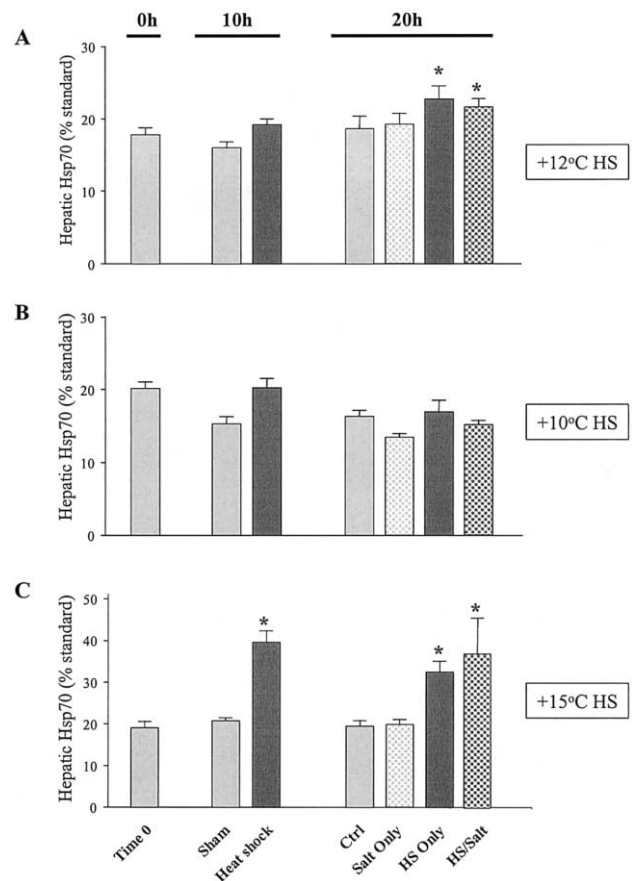 0h 10h 20h
A
Hepatic Hsp70 (% standard)
30
20
10
0
* *
+12°C HS
B
Hepatic Hsp70 (% standard)
30
20
10
0
+10°C HS
C
Hepatic Hsp70 (% standard)
50
40
30
20
10
0
* * *
+15°C HS
Time 0
Sham
Heat shock
Ctrl
Salt Only
HS Only
HS/Salt